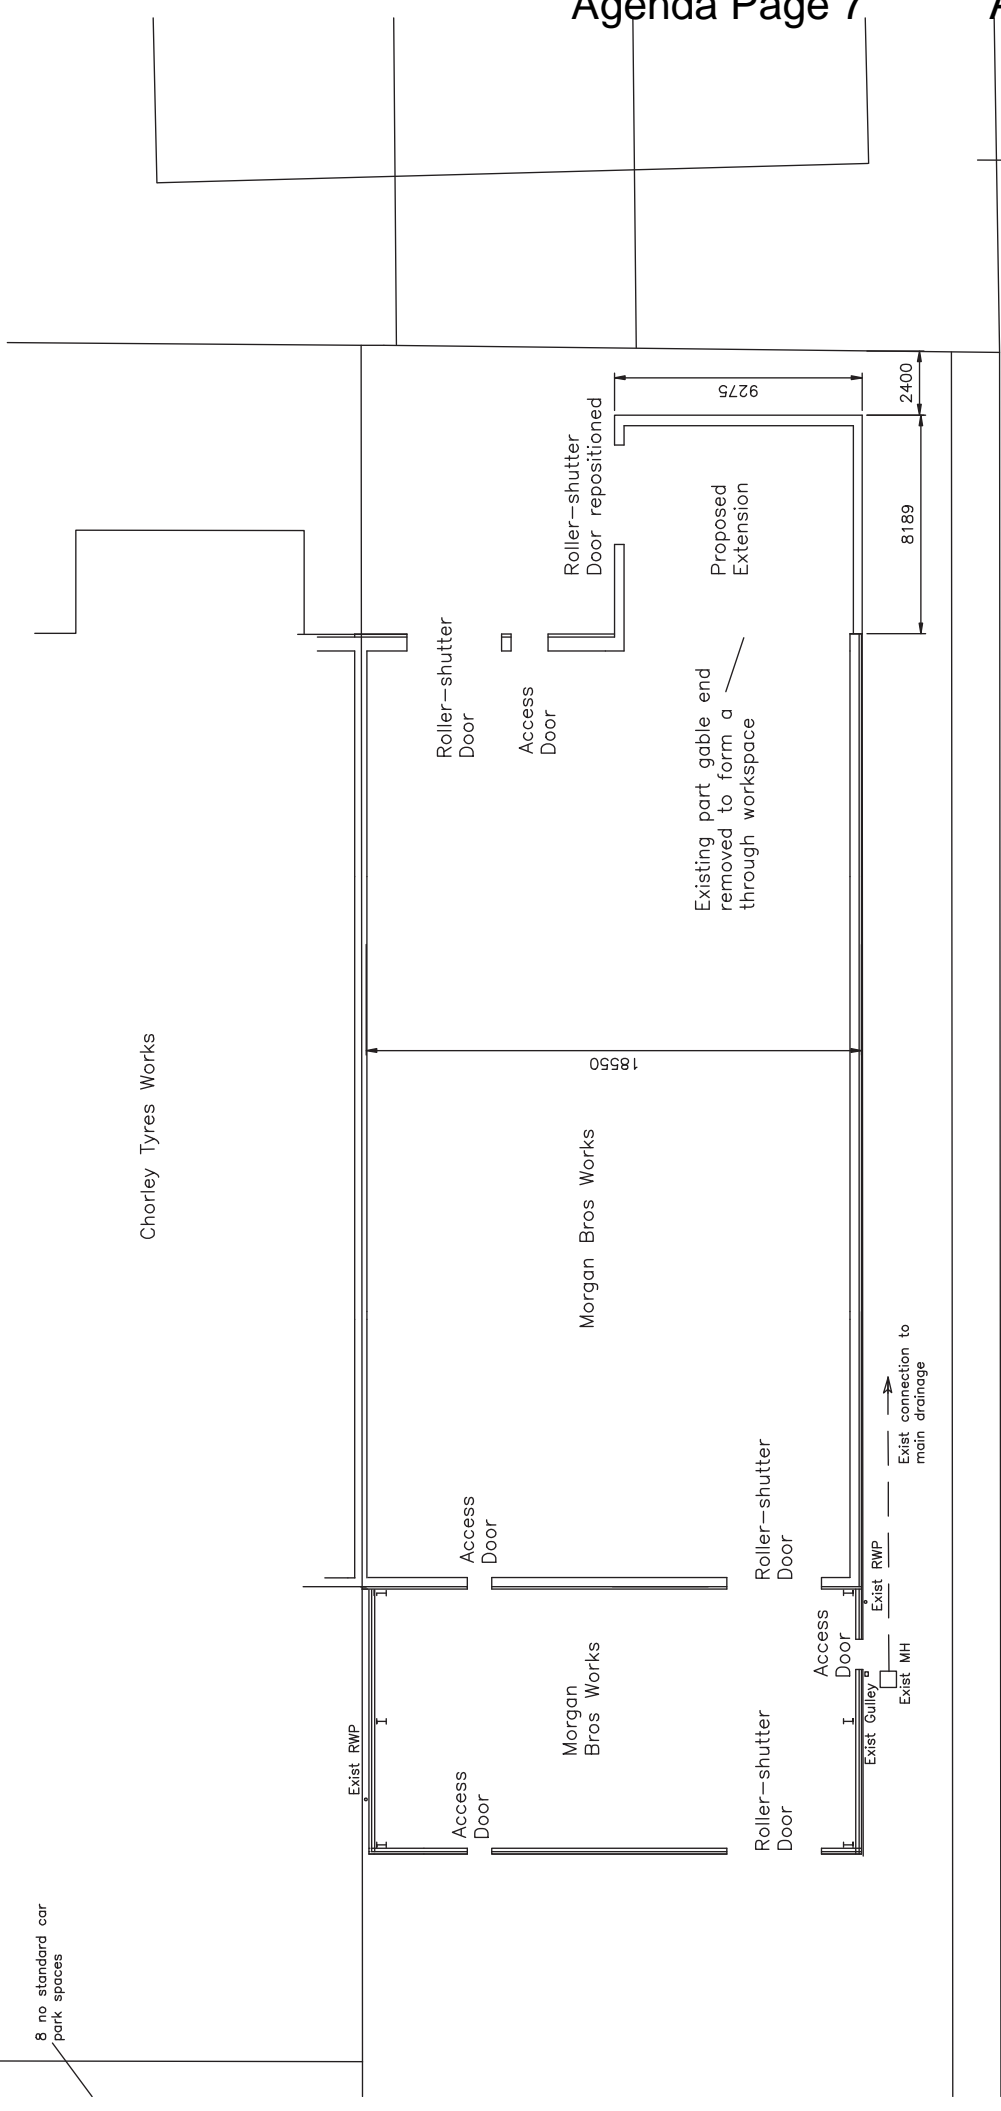 Agenda Page 7
A
9275
2400
8189
Roller-shutter
Door repositioned
Proposed
Extension
Roller-shutter
Door
Access
Door
Existing part gable end
removed to form a
through workspace
18550
Chorley Tyres Works
Morgan Bros Works
Exist connection to
main drainage
Access
Door
Roller-shutter
Door
Exist RWP
Access
Door
Exist MH
Exist Gulley
Morgan
Bros Works
Exist RWP
Access
Door
Roller-shutter
Door
8 no standard car
park spaces